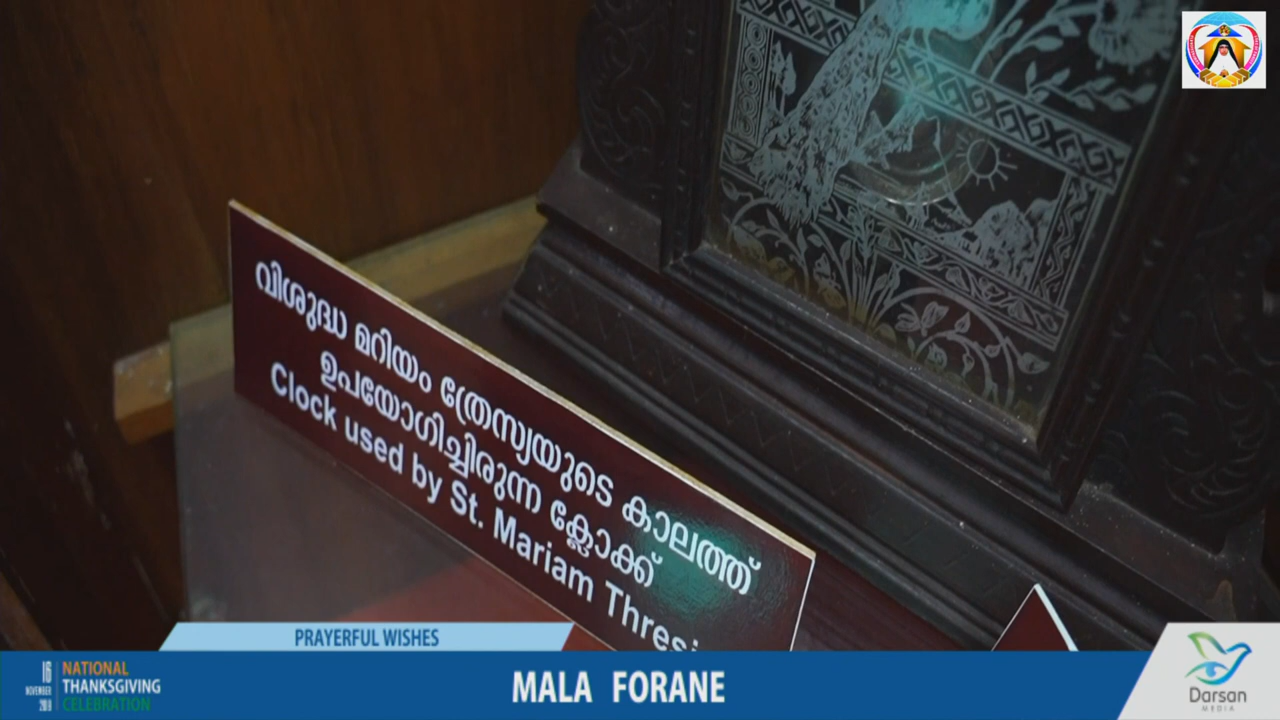 വിശുദ്ധ മറിയം ത്രേസ്യയുടെ കാലത്ത്
ഉപയോഗിച്ചിരുന്ന ക്ലോക്ക്
Clock used by St. Mariam Thresi
PRAYERFUL WISHES
16
NOVEMBER
NATIONAL
THANKSGIVING
CELEBRATION
MALA FORANE
Darsan
MEDIA